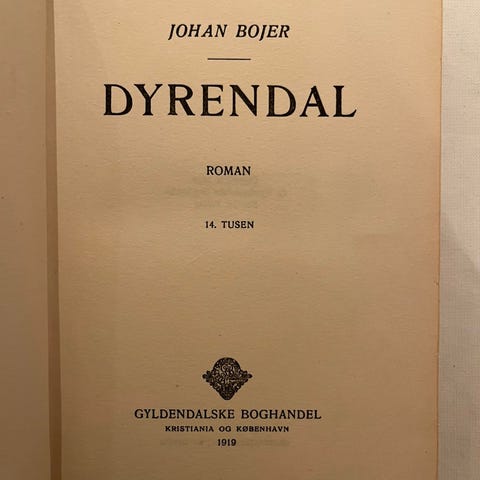 JOHAN BOJER
DYRENDAL
ROMAN
14. TUSEN
GYLDENDALSKE BOGHANDEL
KRISTIANIA OG KØBENHAVN
1919